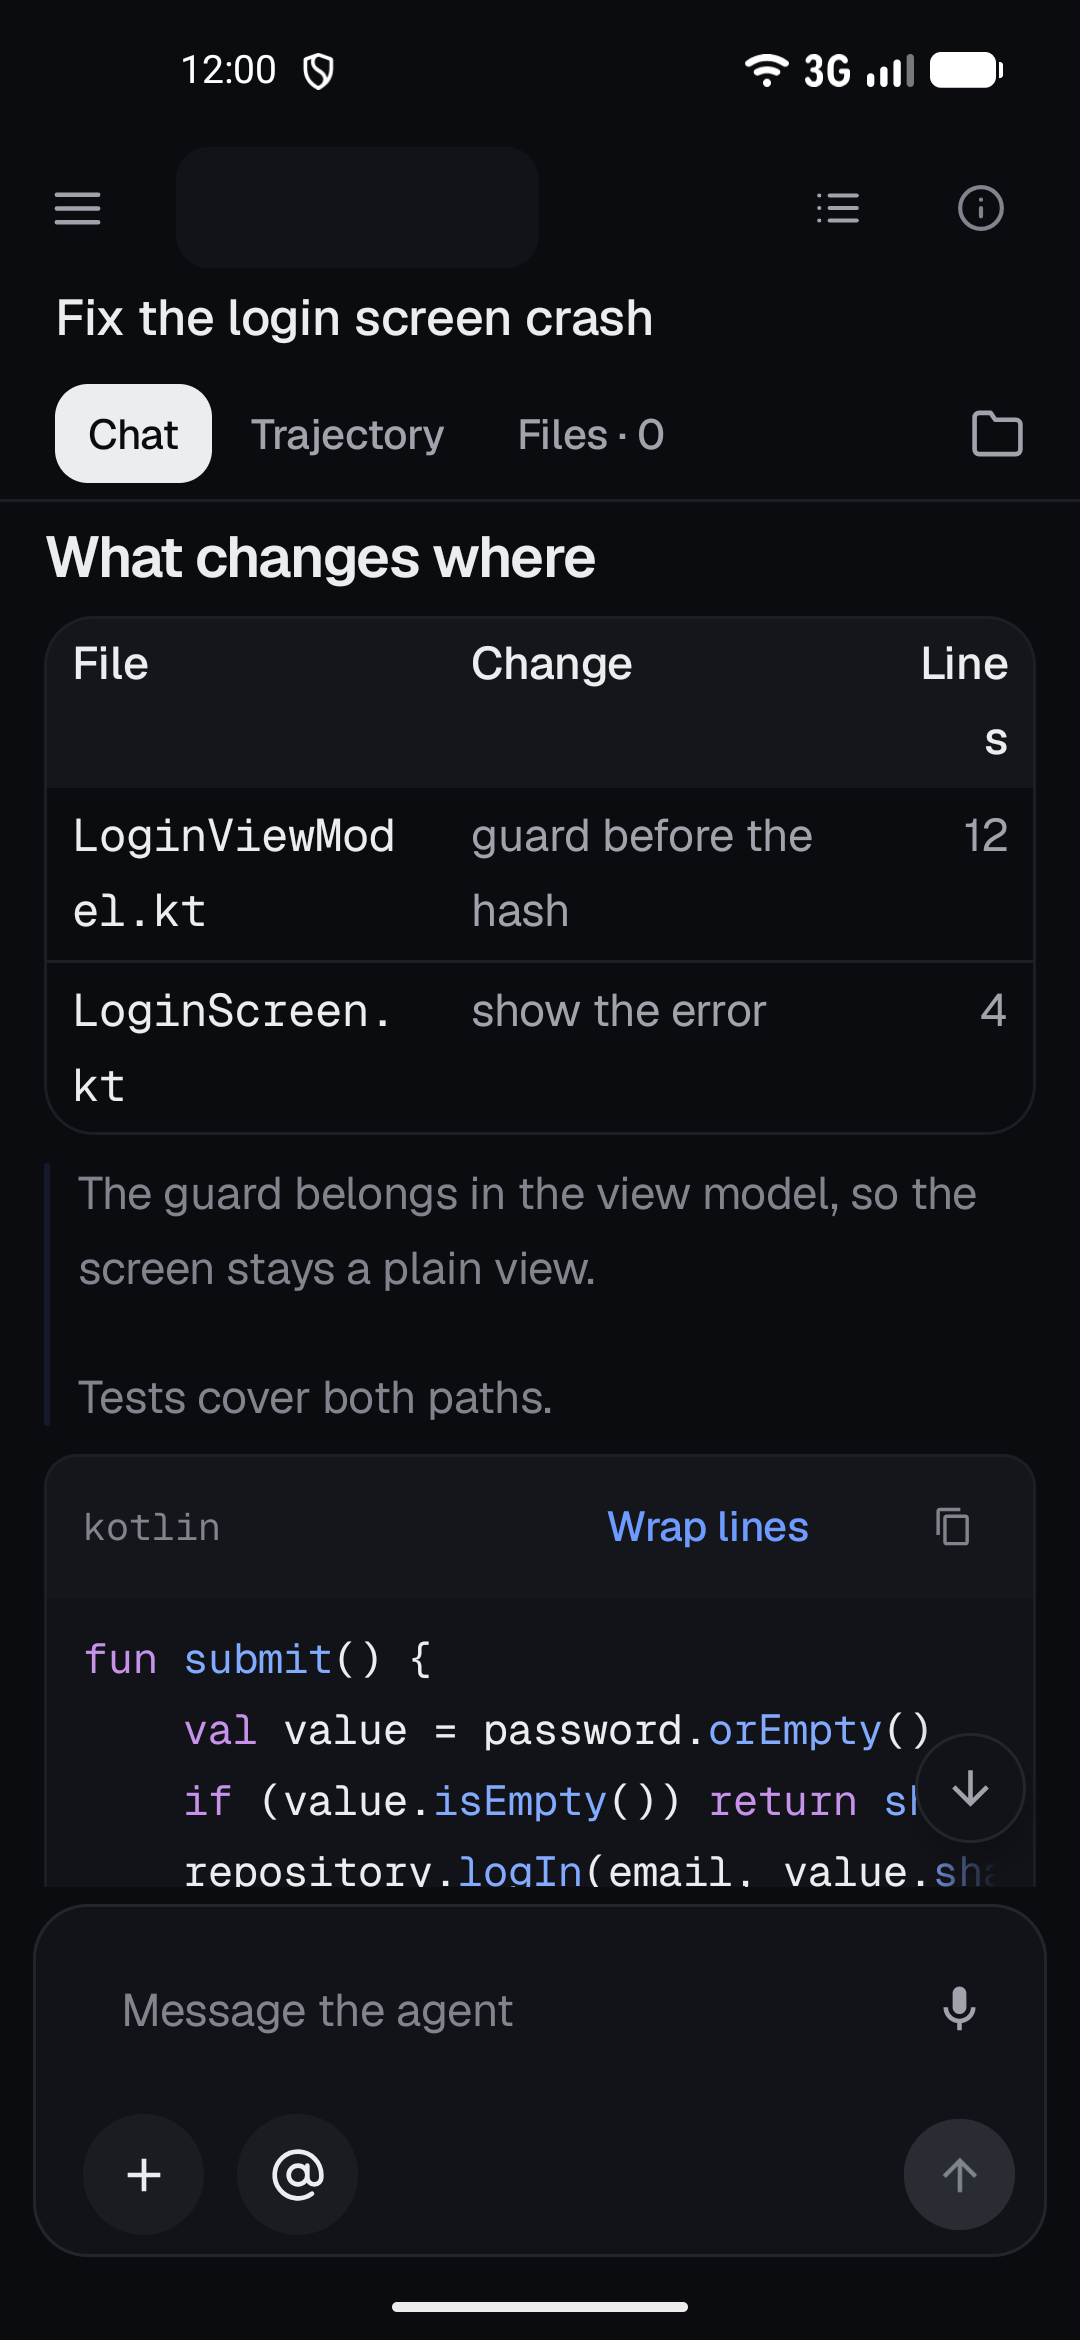 12:00
3G
Fix the login screen crash
Chat
Trajectory
Files · 0
What changes where
File
Change
Line
s
LoginViewMod
el.kt
guard before the
hash
12
LoginScreen.
kt
show the error
4
The guard belongs in the view model, so the
screen stays a plain view.
Tests cover both paths.
kotlin
Wrap lines
fun submit() {
    val value = password.orEmpty()
    if (value.isEmpty()) return
    repository.logIn(email, value.
Message the agent